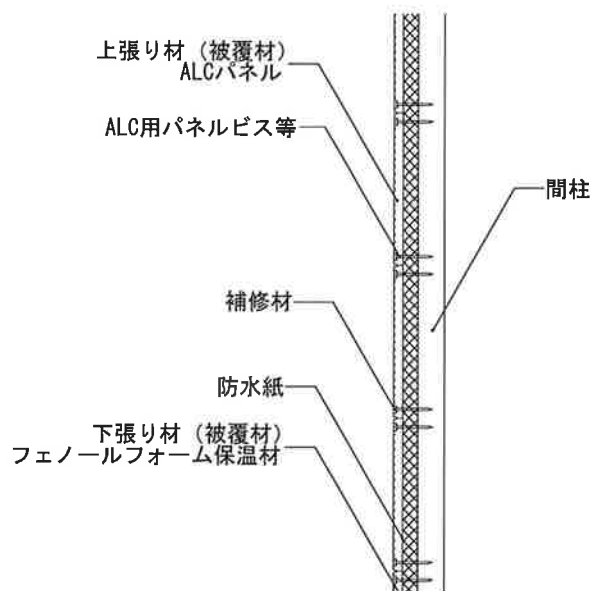 上張り材（被覆材）
ALCパネル
ALC用パネルビス等
間柱
補修材
防水紙
下張り材（被覆材）
フェノールフォーム保温材